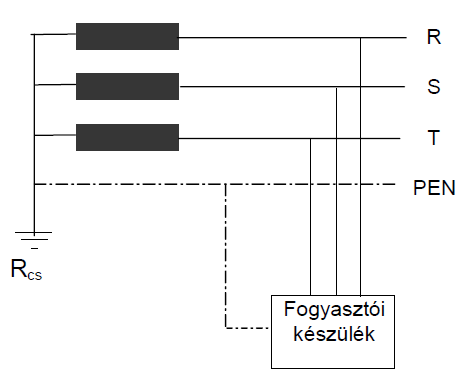 R
S
T
PEN
Rcs
Fogyasztói
készülék